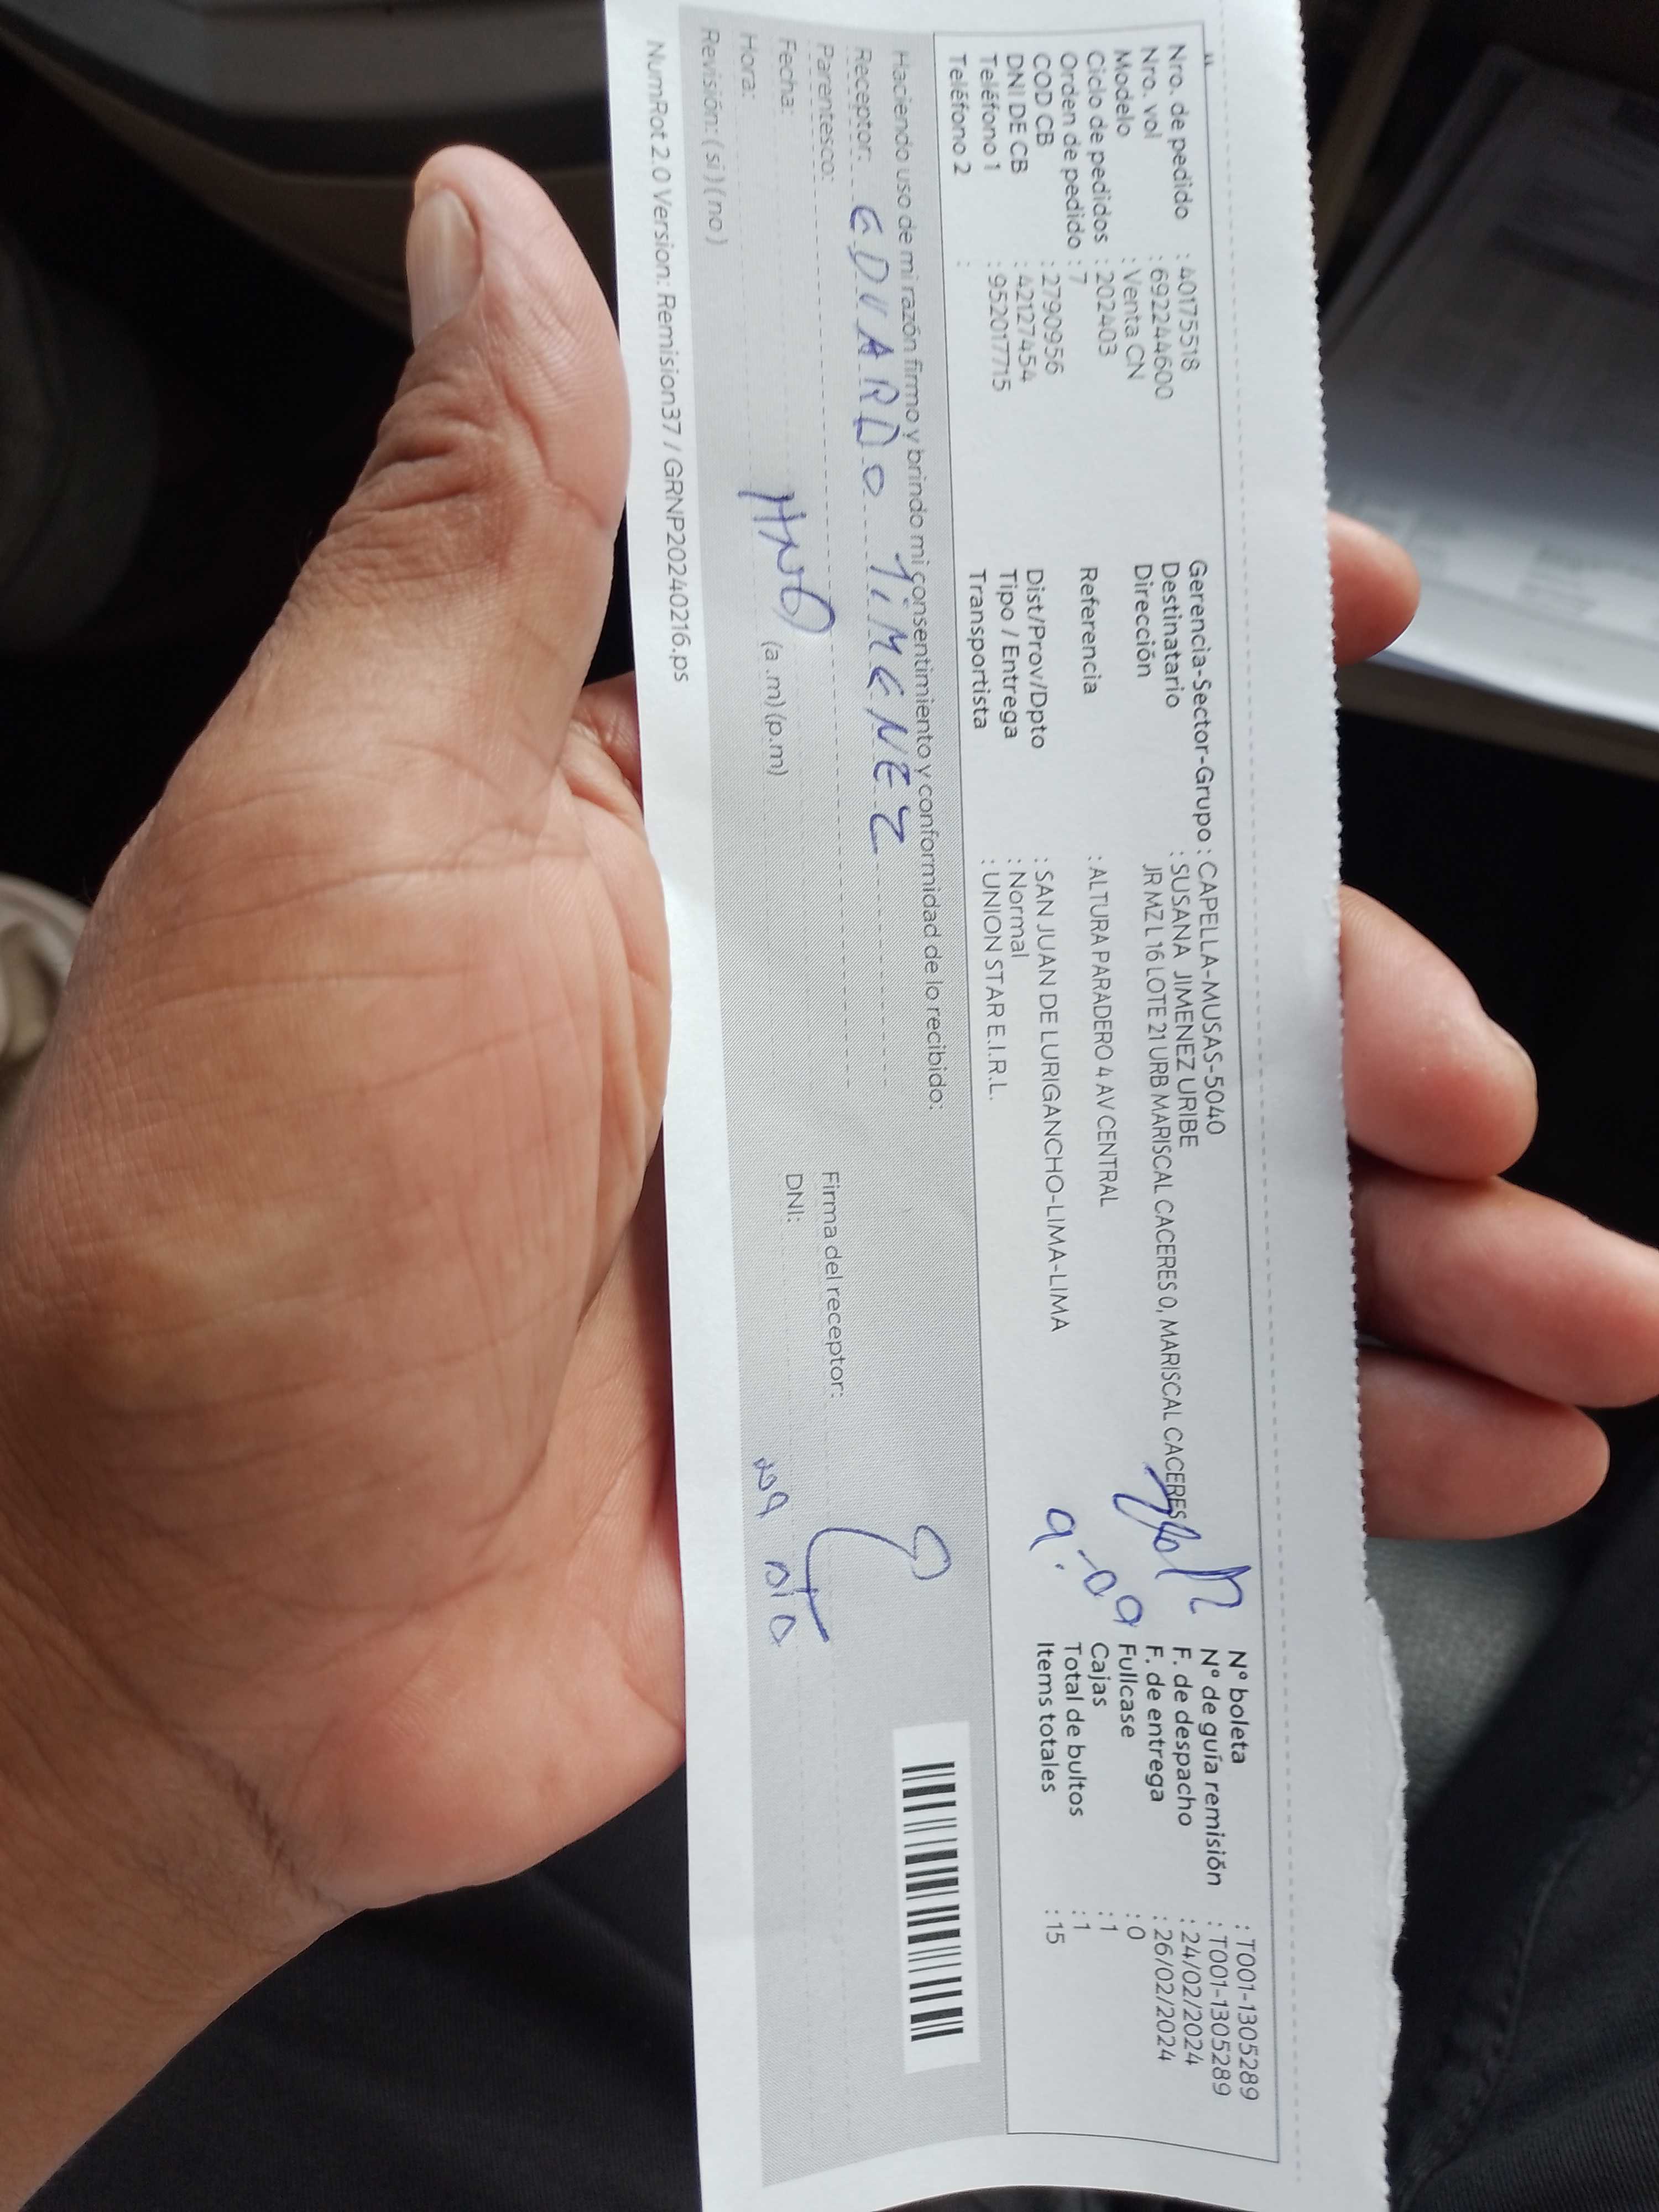 Nro. de pedido : 40175518
Nro. vol : 692244600
Modelo : Venta CN
Ciclo de pedidos : 202403
Orden de pedido : 7
COD CB : 2790956
DNI DE CB : 42127454
Teléfono 1 : 952017715
Teléfono 2 :
Gerencia-Sector-Grupo : CAPELLA-MUSAS-5040
Destinatario : SUSANA JIMENEZ URIBE
Dirección JR MZ L 16 LOTE 21 URB MARISCAL CACERES 0, MARISCAL CACERES
Referencia : ALTURA PARADERO 4 AV CENTRAL
Dist/Prov/Dpto : SAN JUAN DE LURIGANCHO-LIMA-LIMA
Tipo / Entrega : Normal
Transportista : UNION STAR E.I.R.L.
N° boleta : T001-1305289
N° de guía remisión : T001-1305289
F. de despacho : 24/02/2024
F. de entrega : 26/02/2024
Fullcase : 0
Cajas : 1
Total de bultos : 1
Items totales : 15
9:09
Haciendo uso de mi razón firmo y brindo mi consentimiento y conformidad de lo recibido:
Receptor: EDUARDO JiMENEZ
Parentesco:
Fecha:
Hora: (a .m) (p.m)
Revisión: ( si ) ( no )
Firma del receptor:
DNI:
NumRot 2.0 Version: Remision37 / GRNP20240216.ps